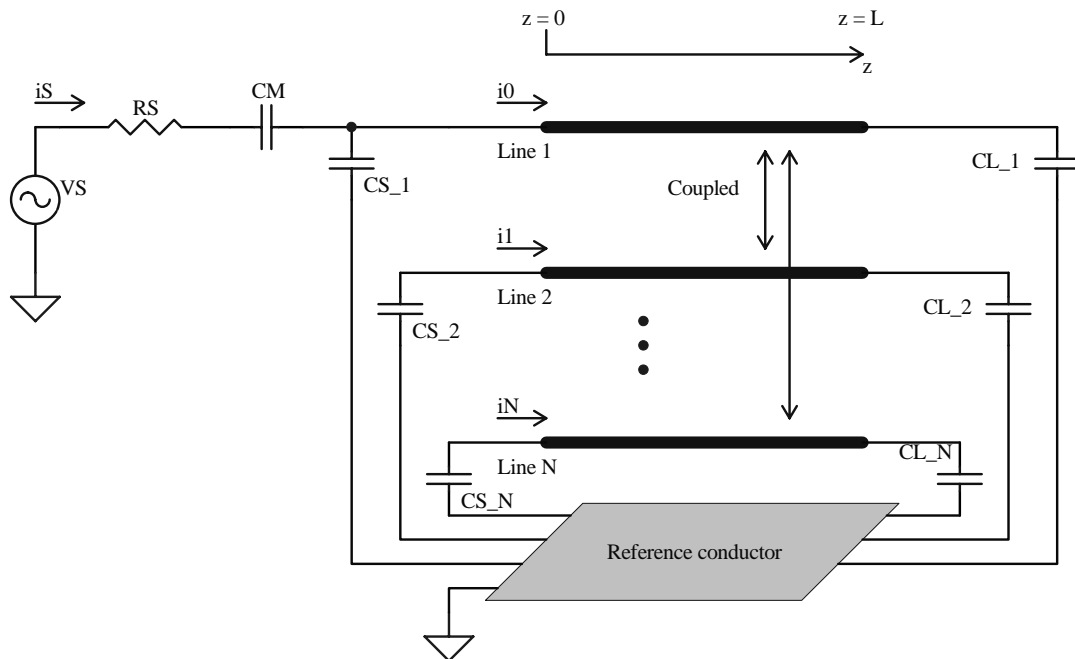 z = 0
z = L
z
iS
RS
CM
i0
VS
CS_1
Line 1
Coupled
CL_1
i1
CS_2
Line 2
CL_2
iN
Line N
CS_N
CL_N
Reference conductor